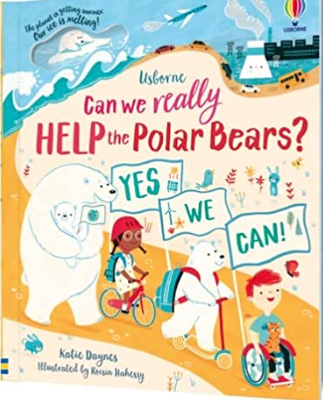 The planet is getting warmer.
Our ice is melting!
USBORNE
Usborne
Can we really
HELP the Polar Bears?
YES
WE
CAN!
Katie Daynes
Illustrated by Róisín Hahessy